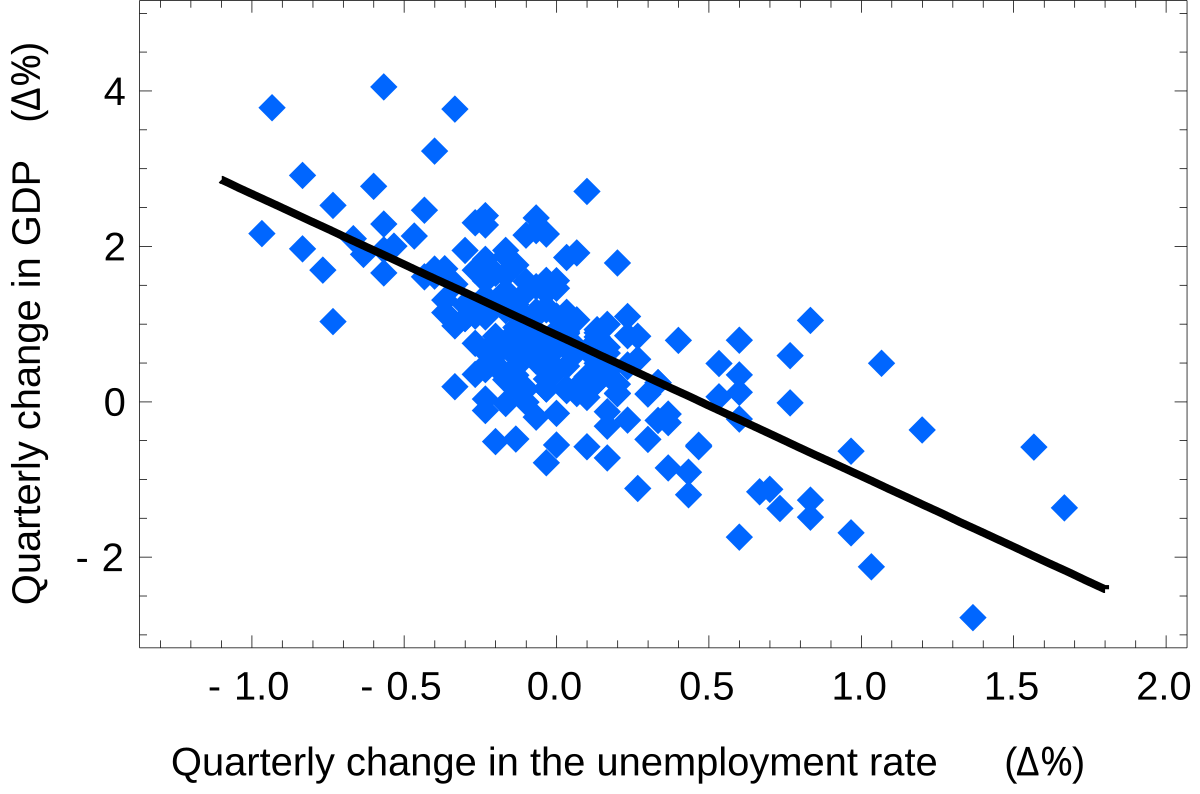 Quarterly change in GDP (Δ%)
4
2
0
- 2
- 1.0 - 0.5 0.0 0.5 1.0 1.5 2.0
Quarterly change in the unemployment rate (Δ%)